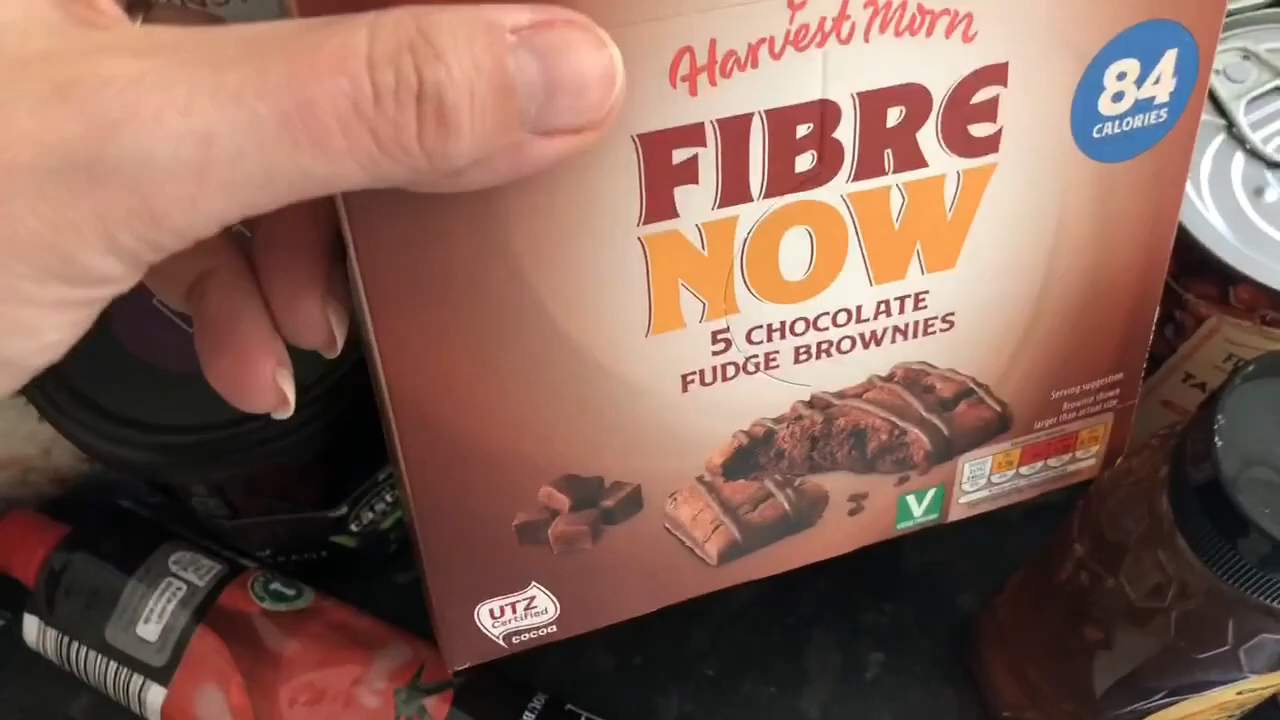 Harvest Morn
FIBRE
NOW
5 CHOCOLATE
FUDGE BROWNIES
84
CALORIES
Serving suggestion.
Brownie shown
larger than actual size.
V
VEGETARIAN
UTZ
Certified
cocoa